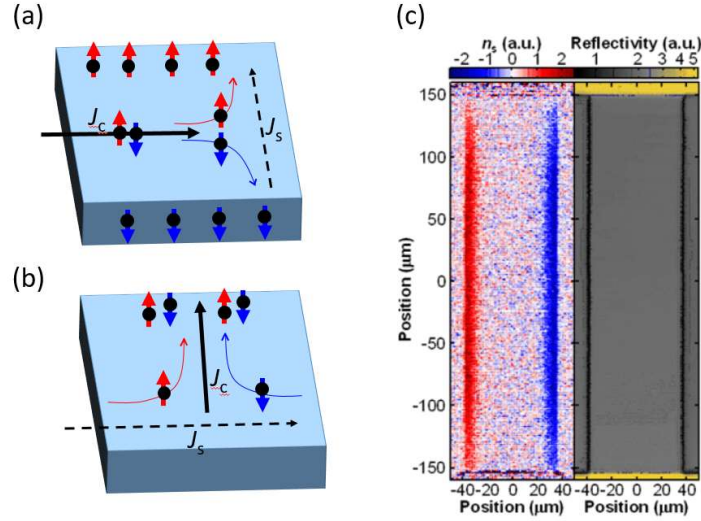 (a)
J_c
J_s
(b)
J_c
J_s
(c)
n_s (a.u.) Reflectivity (a.u.)
-2 -1 0 1 2 1 2 3 4 5
Position (μm)
150
100
50
0
-50
-100
-150
-40 -20 0 20 40 -40 -20 0 20 40
Position (μm) Position (μm)